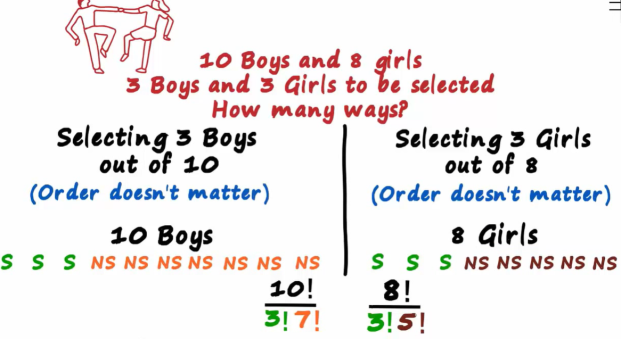 10 Boys and 8 girls
3 Boys and 3 Girls to be selected
How many ways?
Selecting 3 Boys
out of 10
(Order doesn't matter)
10 Boys
S S S NS NS NS NS NS NS NS
10!
3! 7!
Selecting 3 Girls
out of 8
(Order doesn't matter)
8 Girls
S S S NS NS NS NS NS
8!
3! 5!